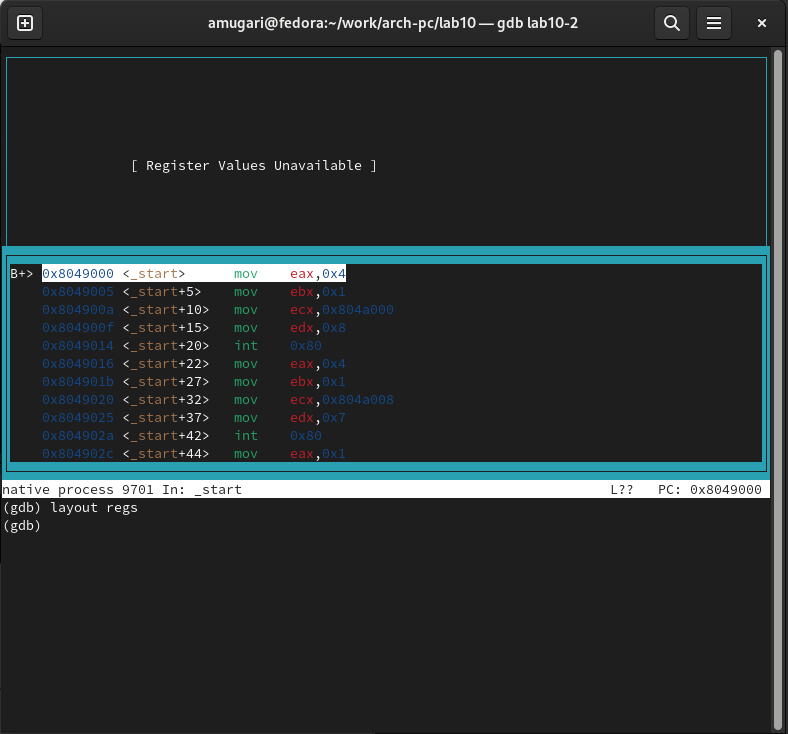 amugari@fedora:~/work/arch-pc/lab10 — gdb lab10-2
[ Register Values Unavailable ]
B+> 0x8049000 <_start> mov eax,0x4
0x8049005 <_start+5> mov ebx,0x1
0x804900a <_start+10> mov ecx,0x804a000
0x804900f <_start+15> mov edx,0x8
0x8049014 <_start+20> int 0x80
0x8049016 <_start+22> mov eax,0x4
0x804901b <_start+27> mov ebx,0x1
0x8049020 <_start+32> mov ecx,0x804a008
0x8049025 <_start+37> mov edx,0x7
0x804902a <_start+42> int 0x80
0x804902c <_start+44> mov eax,0x1
native process 9701 In: _start L?? PC: 0x8049000
(gdb) layout regs
(gdb)